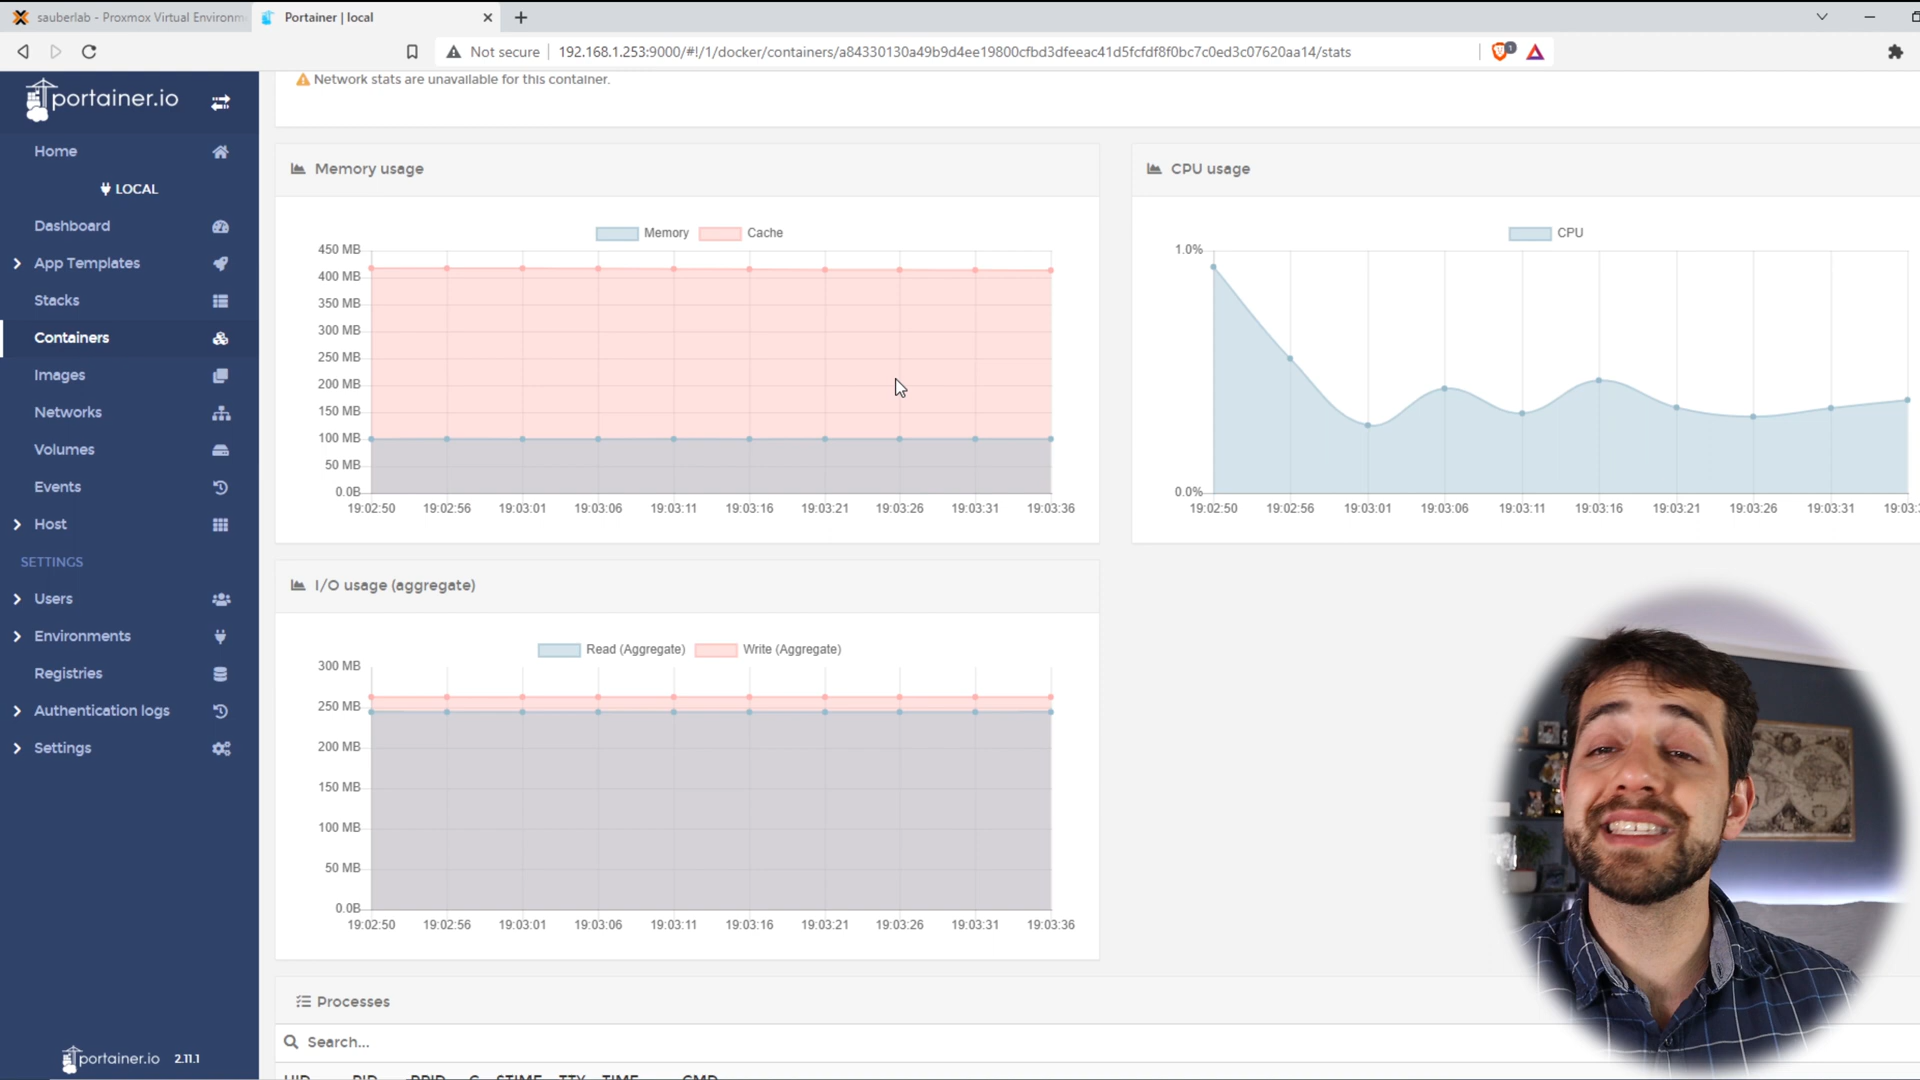 sauberlab - Proxmox Virtual Environm
Portainer | local
Not secure
192.168.1.253:9000/#!/1/docker/containers/a84330130a49b9d4ee19800cfbd3dfeeac41d5fcfdf8f0bc7c0ed3c07620aa14/stats
1
portainer.io
Home
LOCAL
Dashboard
App Templates
Stacks
Containers
Images
Networks
Volumes
Events
Host
SETTINGS
Users
Environments
Registries
Authentication logs
Settings
portainer.io 2.11.1
Network stats are unavailable for this container.
Memory usage
Memory Cache
450 MB
400 MB
350 MB
300 MB
250 MB
200 MB
150 MB
100 MB
50 MB
0.0B
19:02:50 19:02:56 19:03:01 19:03:06 19:03:11 19:03:16 19:03:21 19:03:26 19:03:31 19:03:36
CPU usage
CPU
1.0%
0.0%
19:02:50 19:02:56 19:03:01 19:03:06 19:03:11 19:03:16 19:03:21 19:03:26 19:03:31 19:03:
I/O usage (aggregate)
Read (Aggregate) Write (Aggregate)
300 MB
250 MB
200 MB
150 MB
100 MB
50 MB
0.0B
19:02:50 19:02:56 19:03:01 19:03:06 19:03:11 19:03:16 19:03:21 19:03:26 19:03:31 19:03:36
Processes
Search...
UID PID PPID C STIME TTY TIME CMD